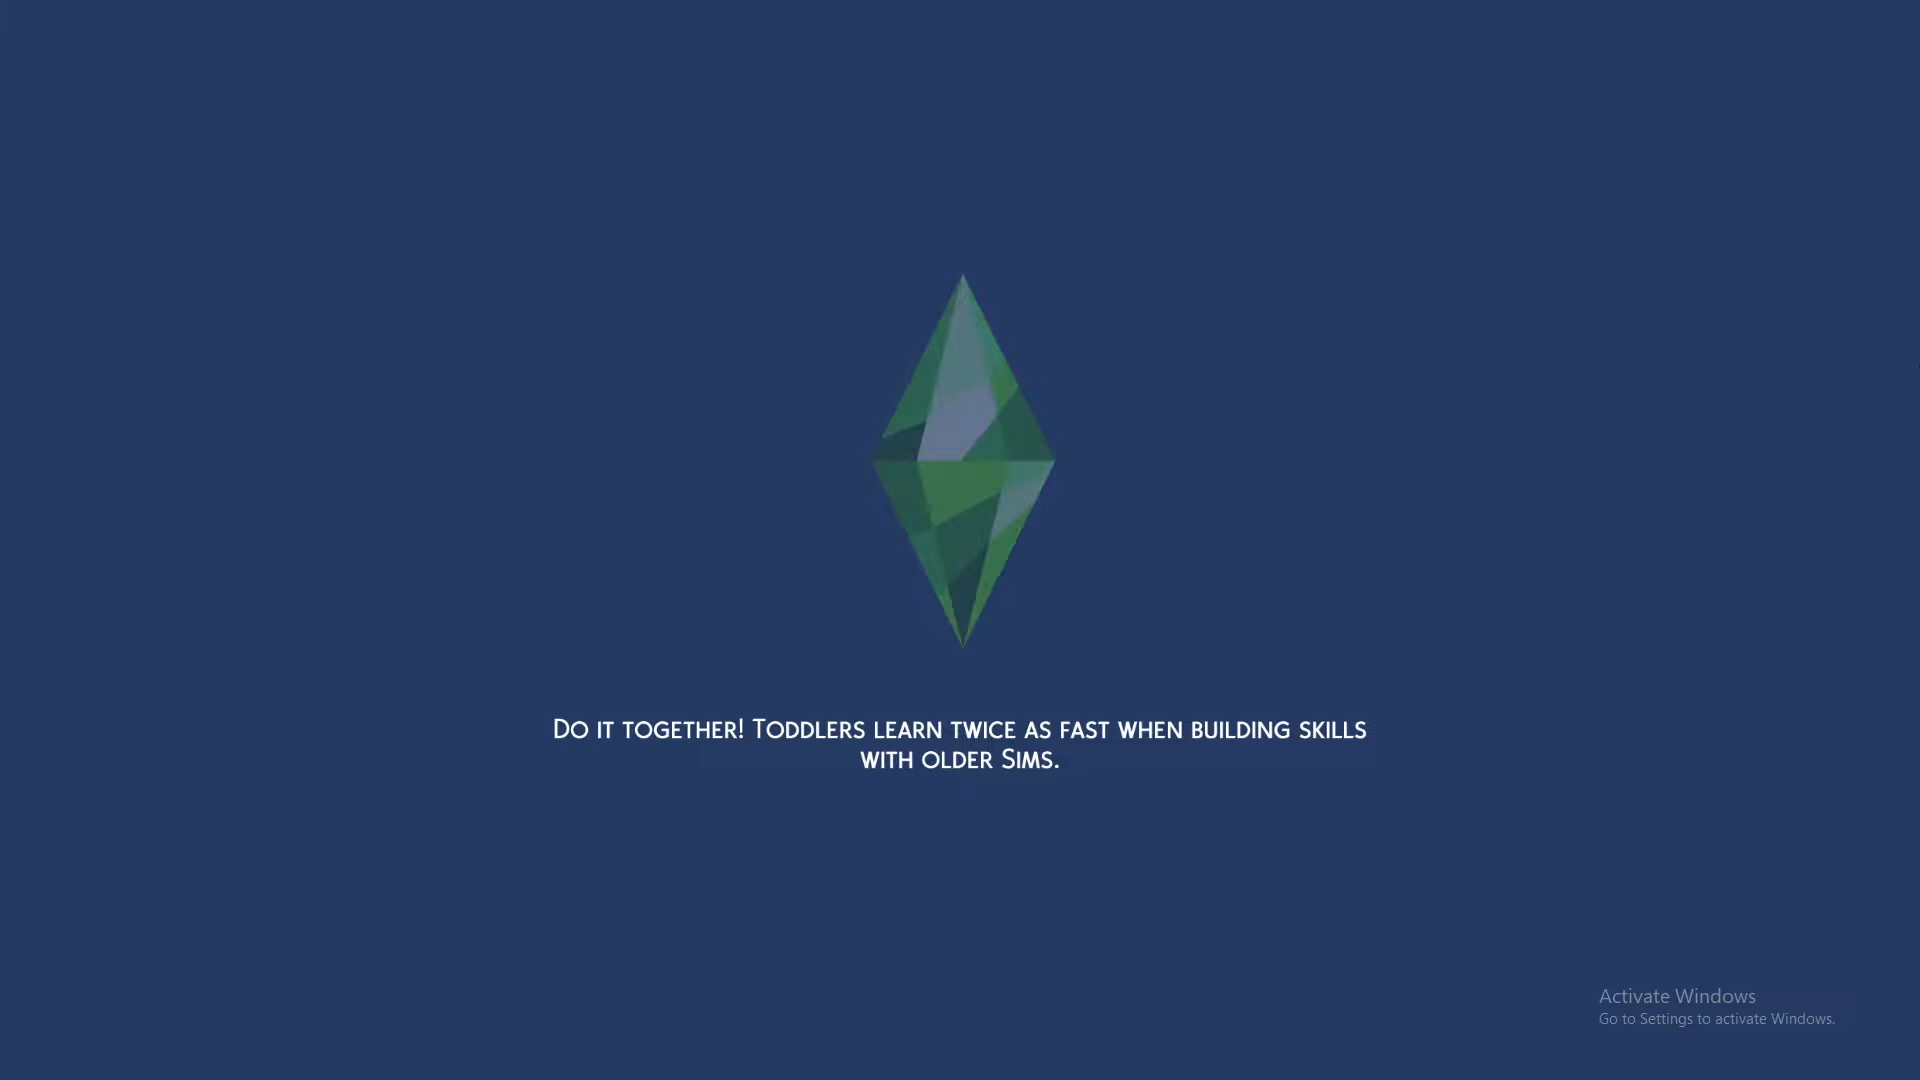 Do it together! Toddlers learn twice as fast when building skills
with older Sims.
Activate Windows
Go to Settings to activate Windows.